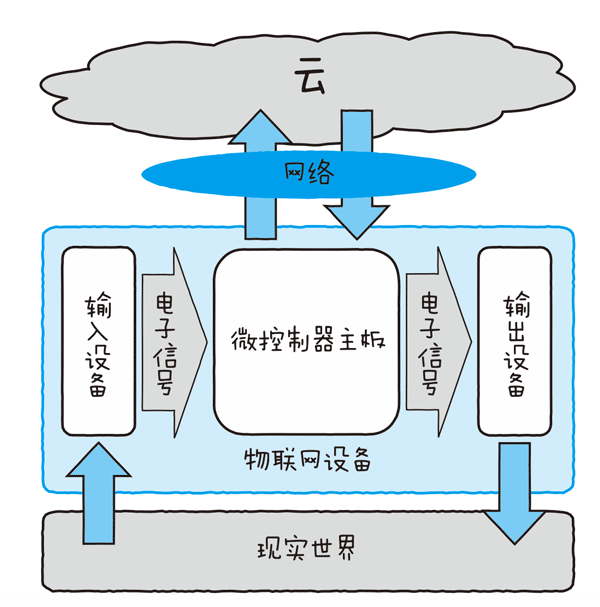 云
网络
输入设备
电子信号
微控制器主板
电子信号
输出设备
物联网设备
现实世界